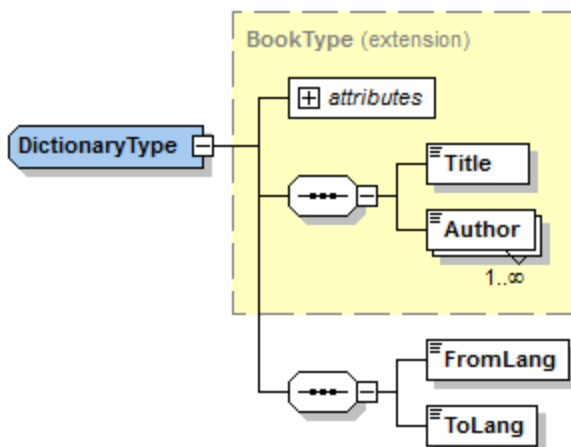 BookType (extension)
attributes
DictionaryType
Title
Author
1..∞
FromLang
ToLang